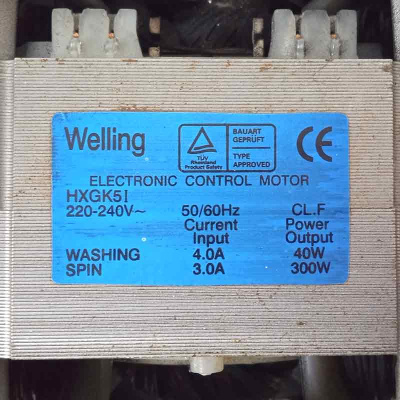 Welling
TÜV
Rheinland
Product Safety
BAUART
GEPRÜFT
TYPE
APPROVED
CE
ELECTRONIC CONTROL MOTOR
HXGK5I
220-240V~ 50/60Hz CL.F
Current Power
Input Output
WASHING 4.0A 40W
SPIN 3.0A 300W